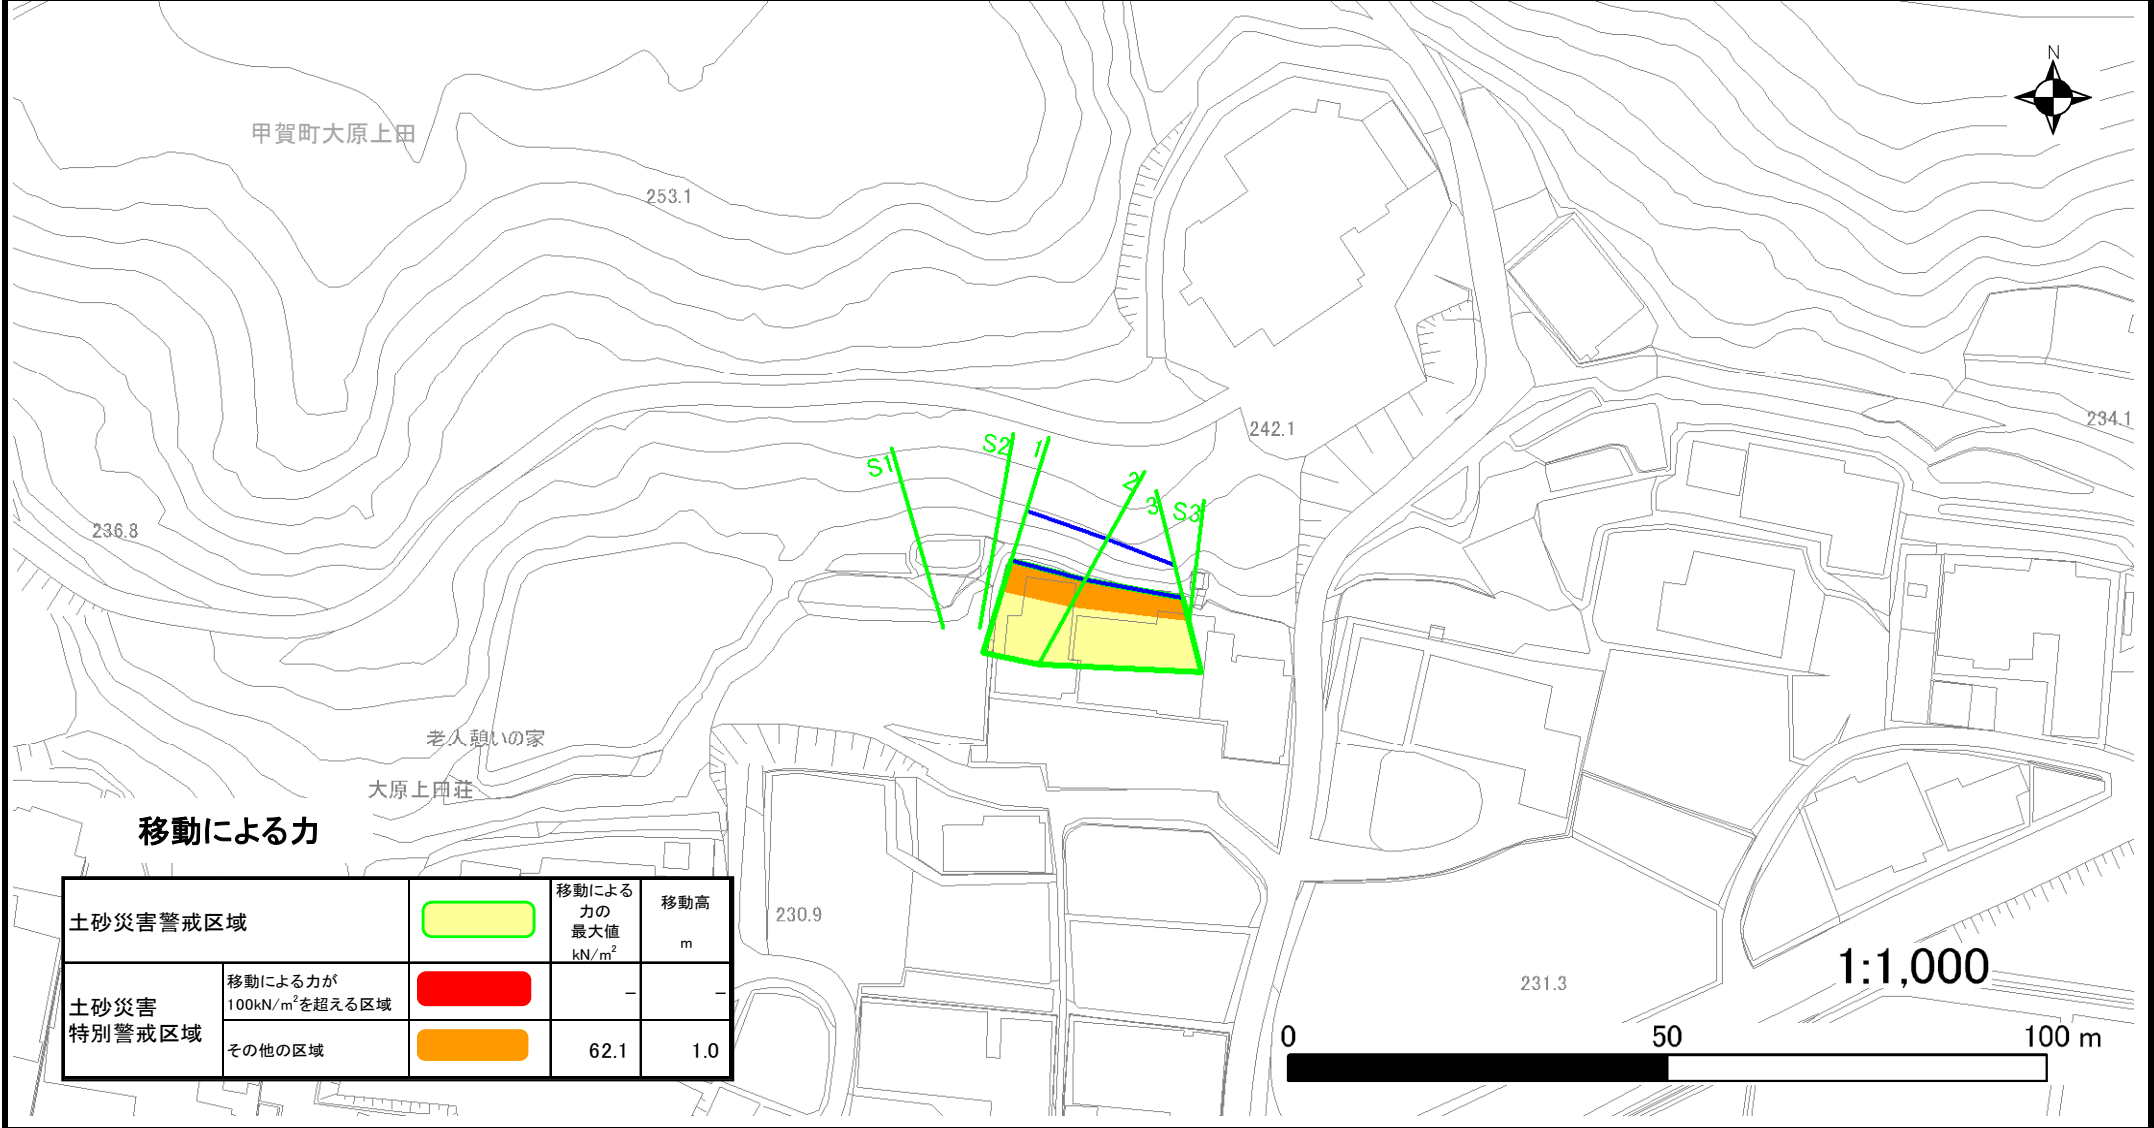 N
甲賀町大原上田
253.1
242.1
234.1
S1
S2
1
2
3
S3
236.8
老人憩いの家
大原上田荘
移動による力
土砂災害警戒区域
移動による
力の
最大値
kN/m²
移動高
m
土砂災害
特別警戒区域
移動による力が
100kN/m²を超える区域
－
－
その他の区域
62.1
1.0
230.9
231.3
1:1,000
0
50
100 m